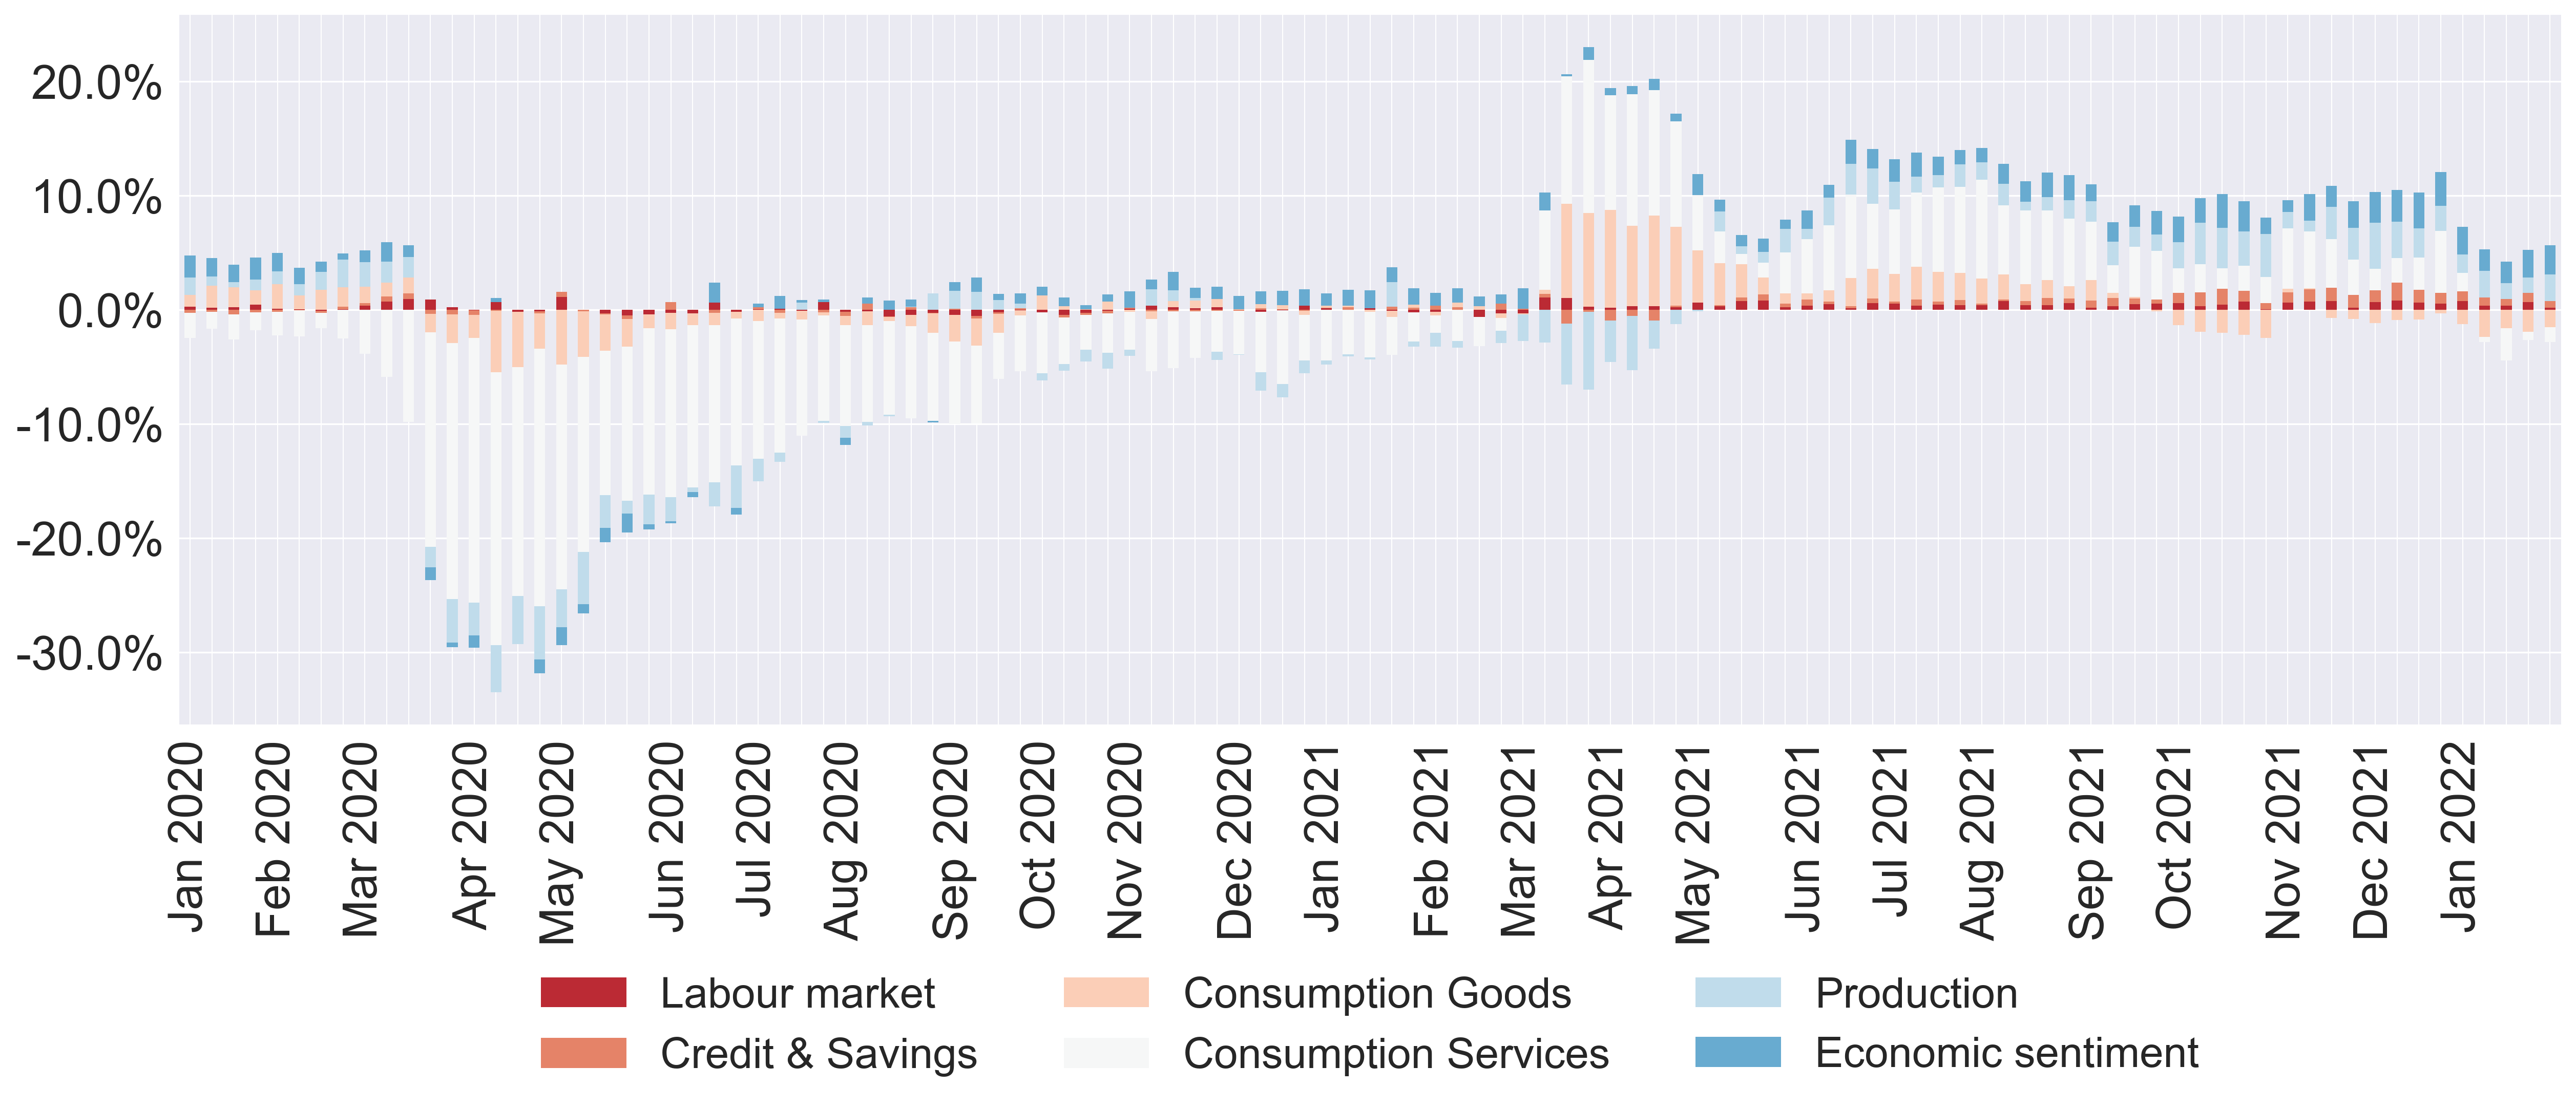 20.0%
10.0%
0.0%
-10.0%
-20.0%
-30.0%
Jan 2020
Feb 2020
Mar 2020
Apr 2020
May 2020
Jun 2020
Jul 2020
Aug 2020
Sep 2020
Oct 2020
Nov 2020
Dec 2020
Jan 2021
Feb 2021
Mar 2021
Apr 2021
May 2021
Jun 2021
Jul 2021
Aug 2021
Sep 2021
Oct 2021
Nov 2021
Dec 2021
Jan 2022
Labour market
Consumption Goods
Production
Credit & Savings
Consumption Services
Economic sentiment